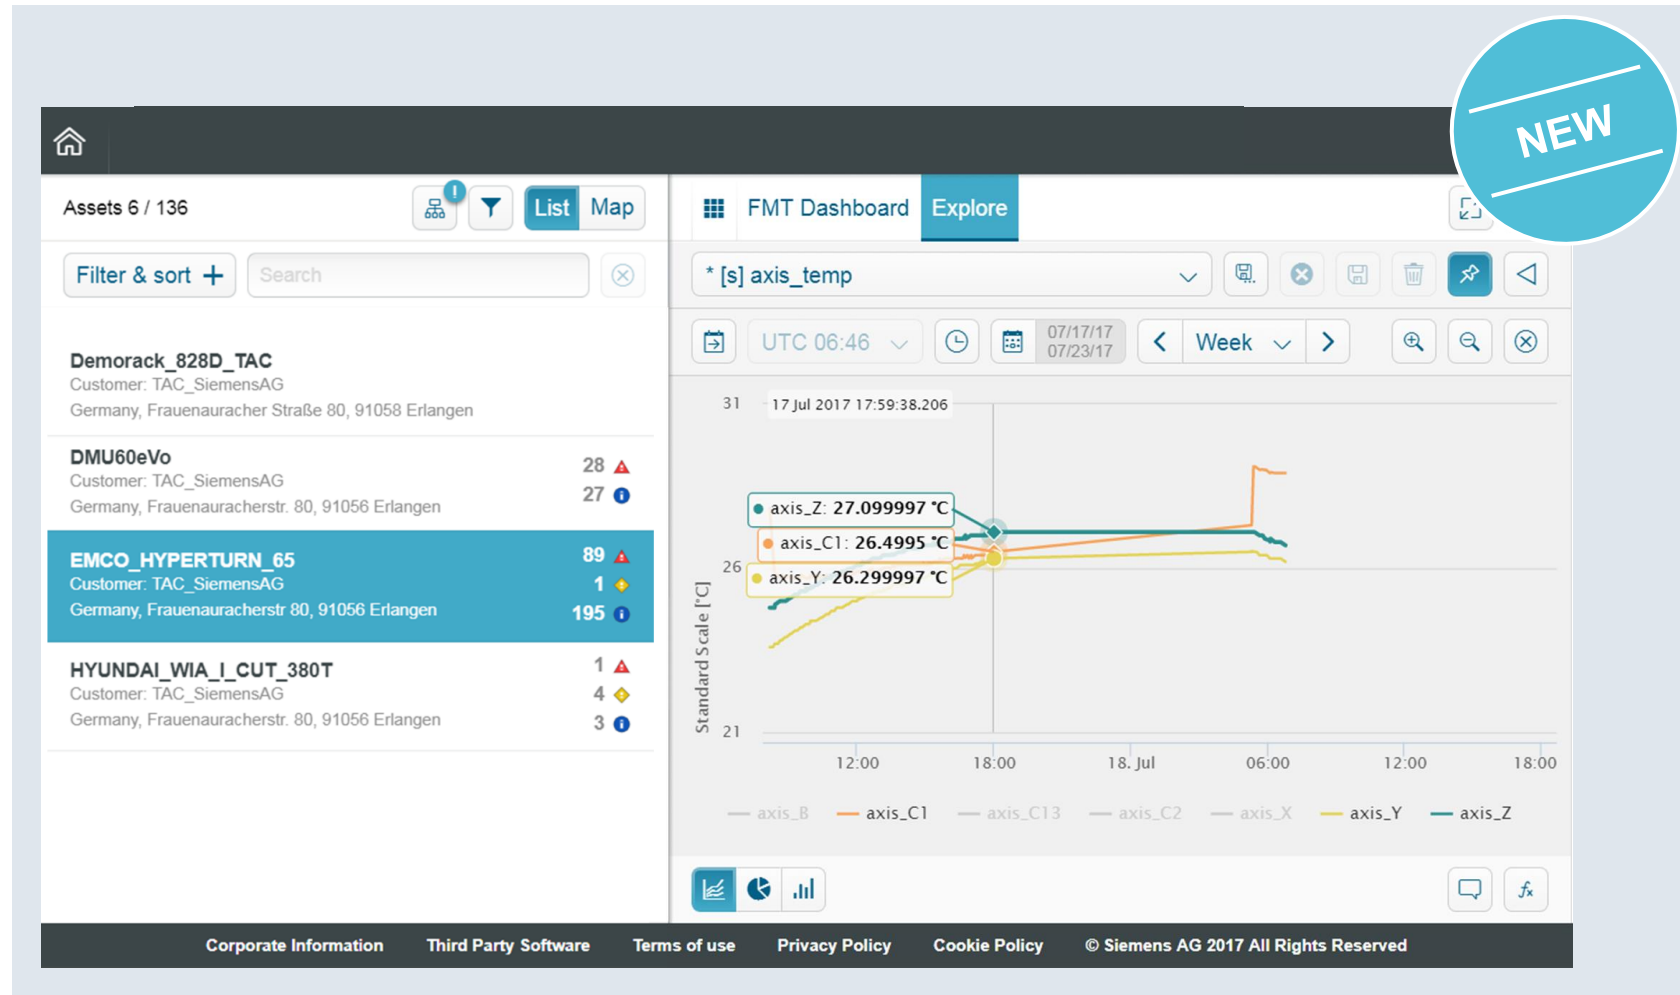 NEW
Assets 6 / 136
!
List
Map
FMT Dashboard
Explore
Filter & sort +
Search
* [s] axis_temp
UTC 06:46
07/17/17
07/23/17
Week
Demorack_828D_TAC
Customer: TAC_SiemensAG
Germany, Frauenauracher Straße 80, 91058 Erlangen
DMU60eVo
Customer: TAC_SiemensAG
Germany, Frauenauracherstr. 80, 91056 Erlangen
28
27
EMCO_HYPERTURN_65
Customer: TAC_SiemensAG
Germany, Frauenauracherstr 80, 91056 Erlangen
89
1
195
HYUNDAI_WIA_I_CUT_380T
Customer: TAC_SiemensAG
Germany, Frauenauracherstr. 80, 91056 Erlangen
1
4
3
31
17 Jul 2017 17:59:38.206
axis_Z: 27.099997 °C
axis_C1: 26.4995 °C
26
axis_Y: 26.299997 °C
Standard Scale [°C]
21
12:00
18:00
18. Jul
06:00
12:00
18:00
axis_B
axis_C1
axis_C13
axis_C2
axis_X
axis_Y
axis_Z
fx
Corporate Information
Third Party Software
Terms of use
Privacy Policy
Cookie Policy
© Siemens AG 2017 All Rights Reserved